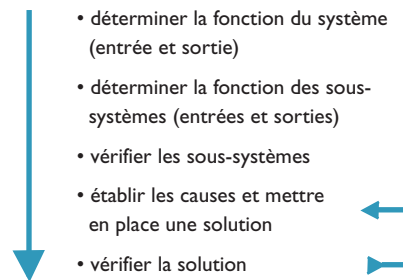 • déterminer la fonction du système
(entrée et sortie)
• déterminer la fonction des sous-
systèmes (entrées et sorties)
• vérifier les sous-systèmes
• établir les causes et mettre
en place une solution
• vérifier la solution